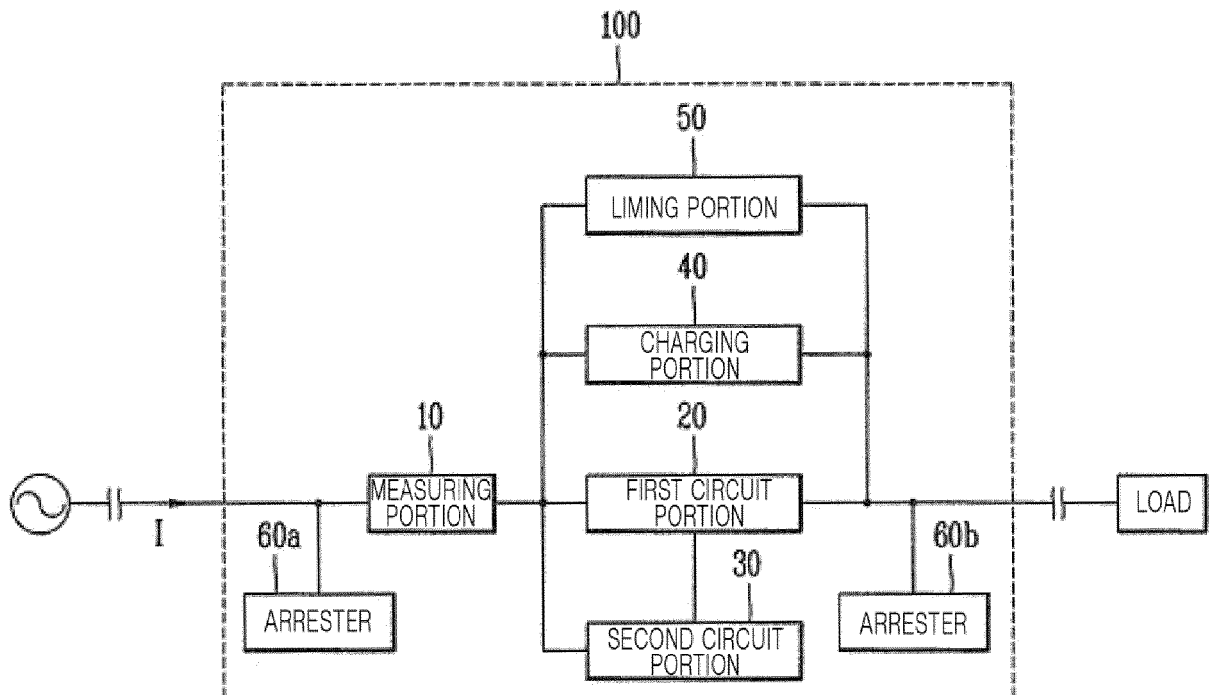 100
50
LIMING PORTION
40
CHARGING
PORTION
10
20
MEASURING
PORTION
FIRST CIRCUIT
PORTION
LOAD
I
60a
60b
30
ARRESTER
SECOND CIRCUIT
PORTION
ARRESTER